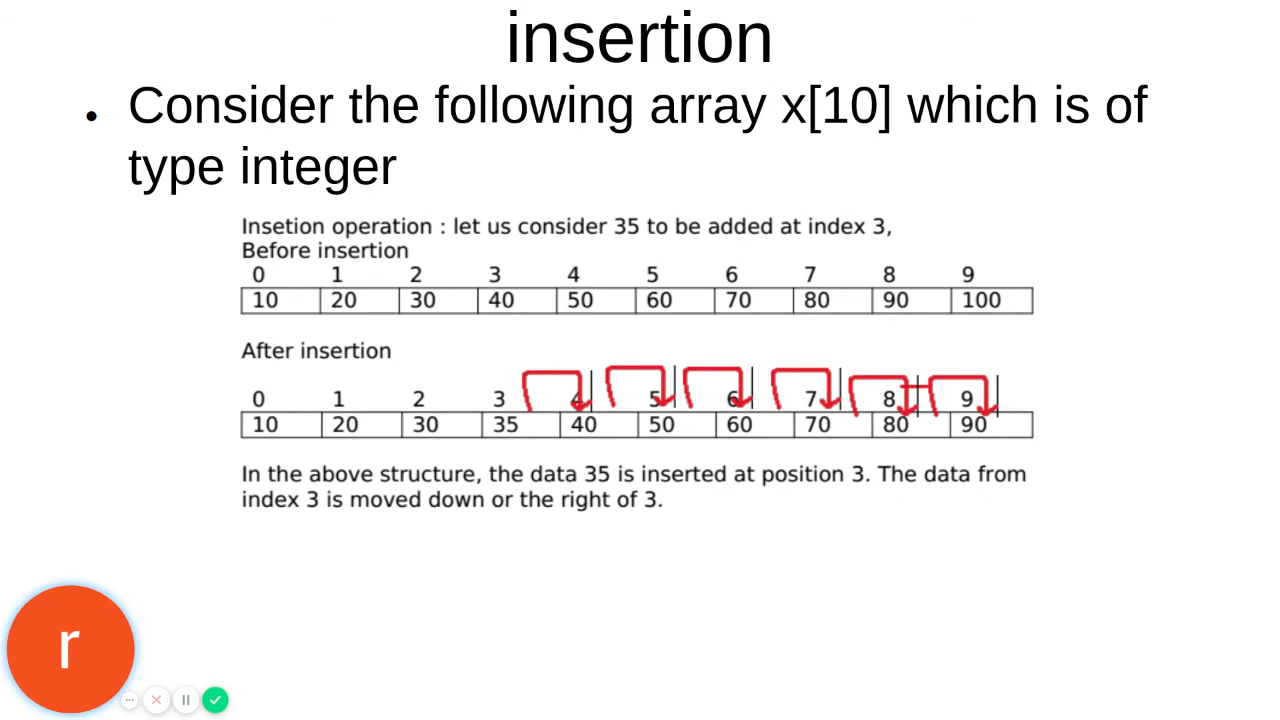 insertion
• Consider the following array x[10] which is of
type integer
Insetion operation : let us consider 35 to be added at index 3,
Before insertion
0 1 2 3 4 5 6 7 8 9
10 20 30 40 50 60 70 80 90 100
After insertion
0 1 2 3 4 5 6 7 8 9
10 20 30 35 40 50 60 70 80 90
In the above structure, the data 35 is inserted at position 3. The data from
index 3 is moved down or the right of 3.
r